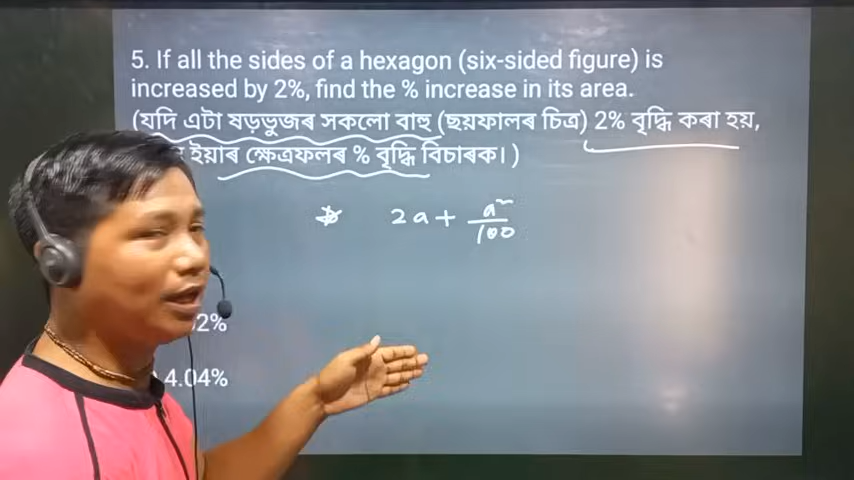 5. If all the sides of a hexagon (six-sided figure) is
increased by 2%, find the % increase in its area.
(যদি এটা ষড়ভুজৰ সকলো বাহু (ছয়ফালৰ চিত্ৰ) 2% বৃদ্ধি কৰা হয়,
ইয়াৰ ক্ষেত্ৰফলৰ % বৃদ্ধি বিচাৰক।)
2a + a²/100
2%
4.04%